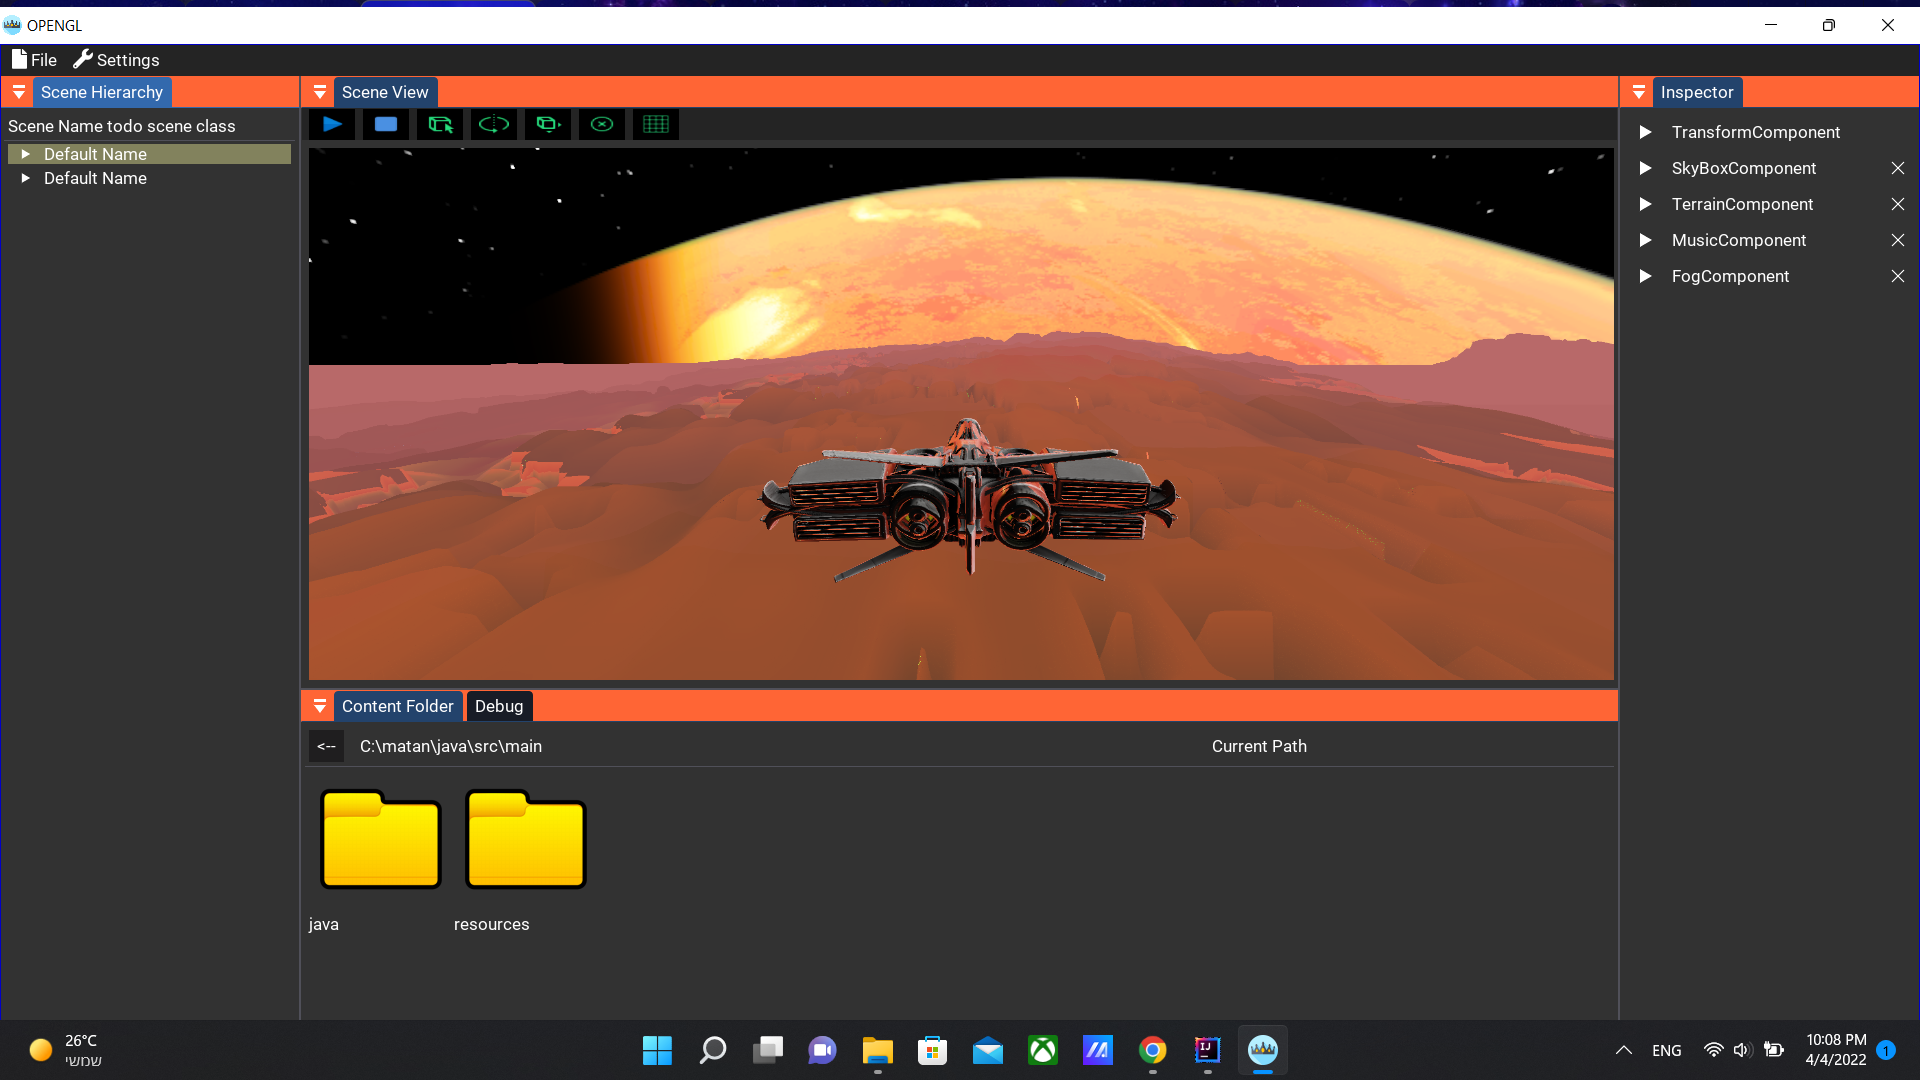 OPENGL
File Settings
Scene Hierarchy
Scene View
Inspector
Scene Name todo scene class
Default Name
Default Name
TransformComponent
SkyBoxComponent
TerrainComponent
MusicComponent
FogComponent
Content Folder
Debug
<-- C:\matan\java\src\main
Current Path
java
resources
26°C
שמשי
IJ
ENG
10:08 PM
4/4/2022
1